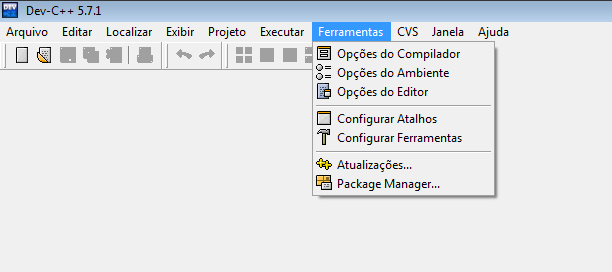 Dev-C++ 5.7.1
Arquivo Editar Localizar Exibir Projeto Executar Ferramentas CVS Janela Ajuda
Opções do Compilador
Opções do Ambiente
Opções do Editor
Configurar Atalhos
Configurar Ferramentas
Atualizações...
Package Manager...